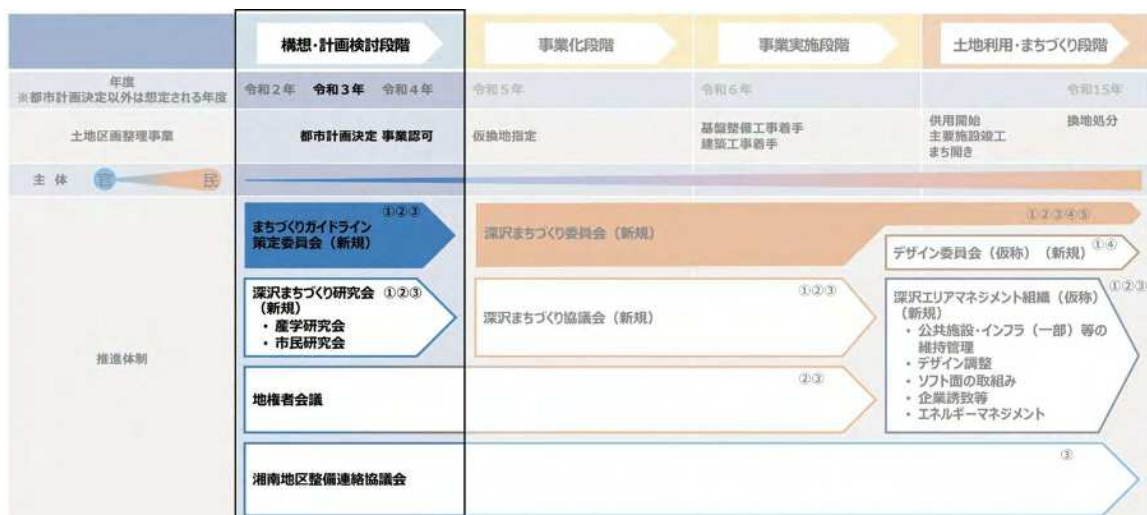 構想・計画検討段階
事業化段階
事業実施段階
土地利用・まちづくり段階
年度
※都市計画決定以外は想定される年度
令和2年
令和3年
令和4年
令和5年
令和6年
令和15年
土地区画整理事業
都市計画決定 事業認可
仮換地指定
基盤整備工事着手
建築工事着手
供用開始
主要施設竣工
まち開き
換地処分
主 体
官
民
推進体制
①②③
まちづくりガイドライン
策定委員会(新規)
深沢まちづくり委員会(新規)
①②③④⑤
デザイン委員会(仮称)(新規)
①④
深沢まちづくり研究会 ①②③
(新規)
・ 産学研究会
・ 市民研究会
①②③
深沢まちづくり協議会(新規)
①②③
深沢エリアマネジメント組織(仮称)
(新規)
・ 公共施設・インフラ(一部)等の
維持管理
・ デザイン調整
・ ソフト面の取組み
・ 企業誘致等
・ エネルギーマネジメント
地権者会議
②③
湘南地区整備連絡協議会
③